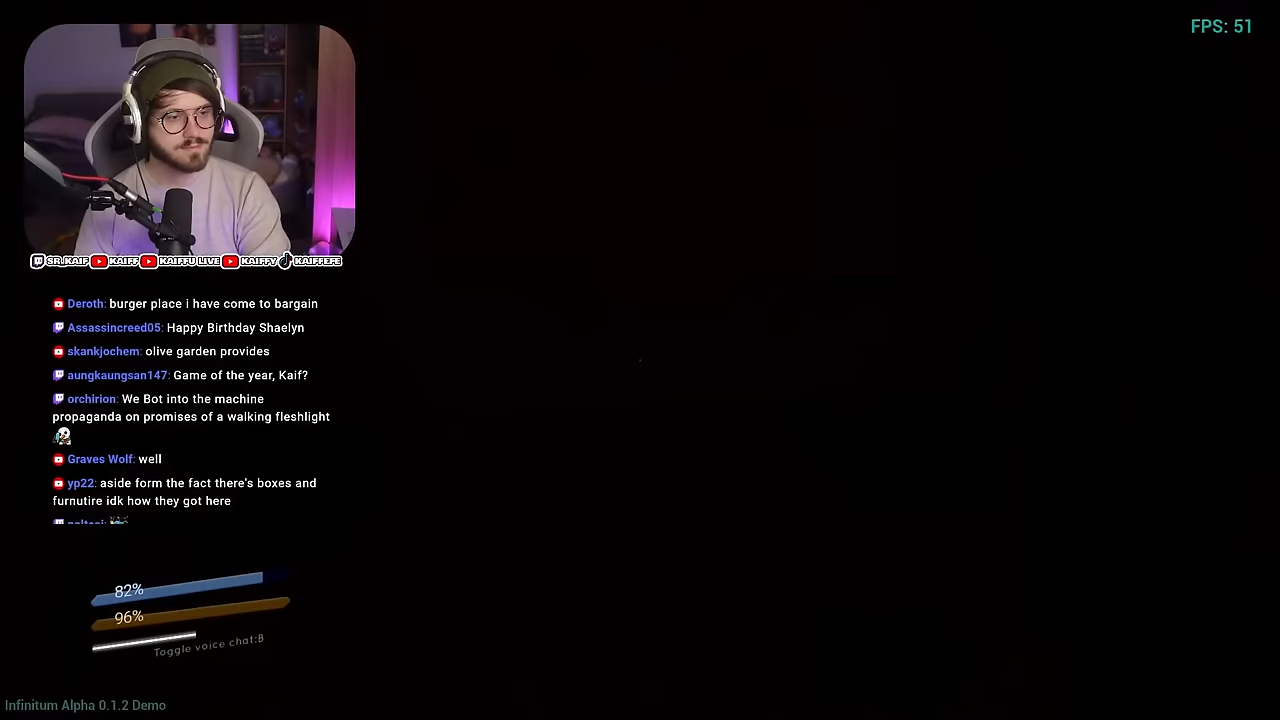 FPS: 51
SR_KAIF KAIFF KAIFFU LIVE KAIFFY KAIFFEFE
Deroth: burger place i have come to bargain
Assassincreed05: Happy Birthday Shaelyn
skankjochem: olive garden provides
aungkaungsan147: Game of the year, Kaif?
orchirion: We Bot into the machine
propaganda on promises of a walking fleshlight
Graves Wolf: well
yp22: aside form the fact there's boxes and
furnutire idk how they got here
82%
96%
Toggle voice chat:B
Infinitum Alpha 0.1.2 Demo